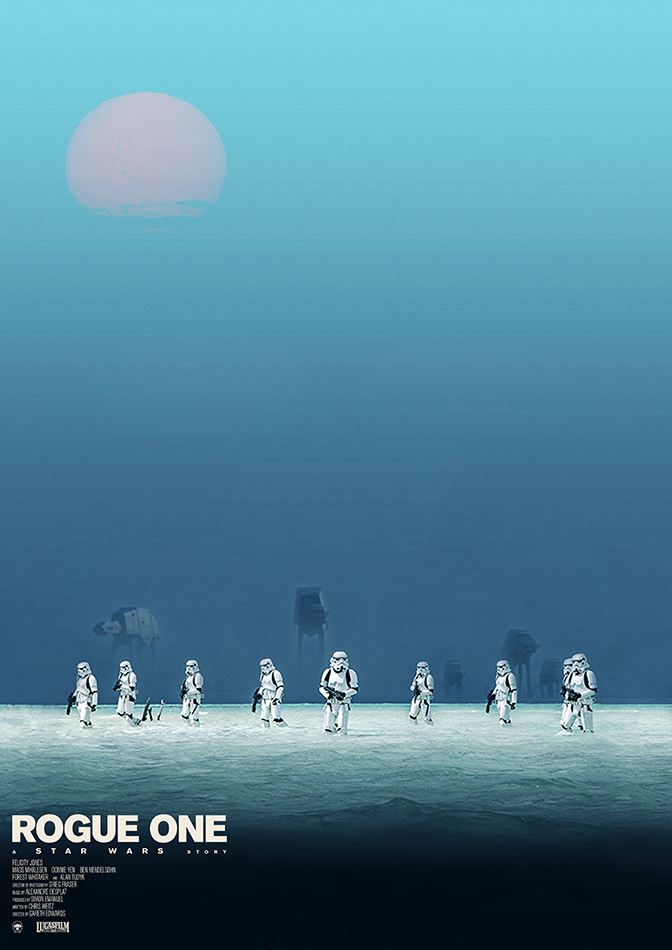 ROGUE ONE
A STAR WARS STORY
FELICITY JONES
MADS MIKKELSEN DONNIE YEN BEN MENDELSOHN
FOREST WHITAKER AND ALAN TUDYK
DIRECTOR OF PHOTOGRAPHY GREIG FRASER
MUSIC BY ALEXANDRE DESPLAT
PRODUCED BY SIMON EMANUEL
WRITTEN BY CHRIS WEITZ
DIRECTED BY GARETH EDWARDS
LUCASFILM